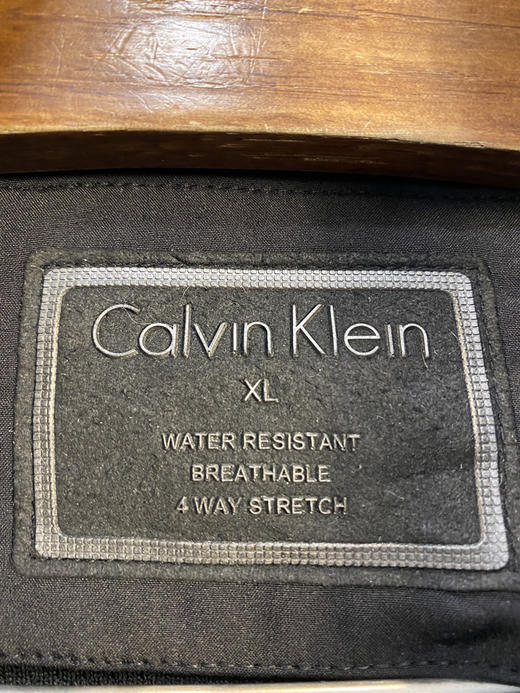 Calvin Klein
XL
WATER RESISTANT
BREATHABLE
4 WAY STRETCH